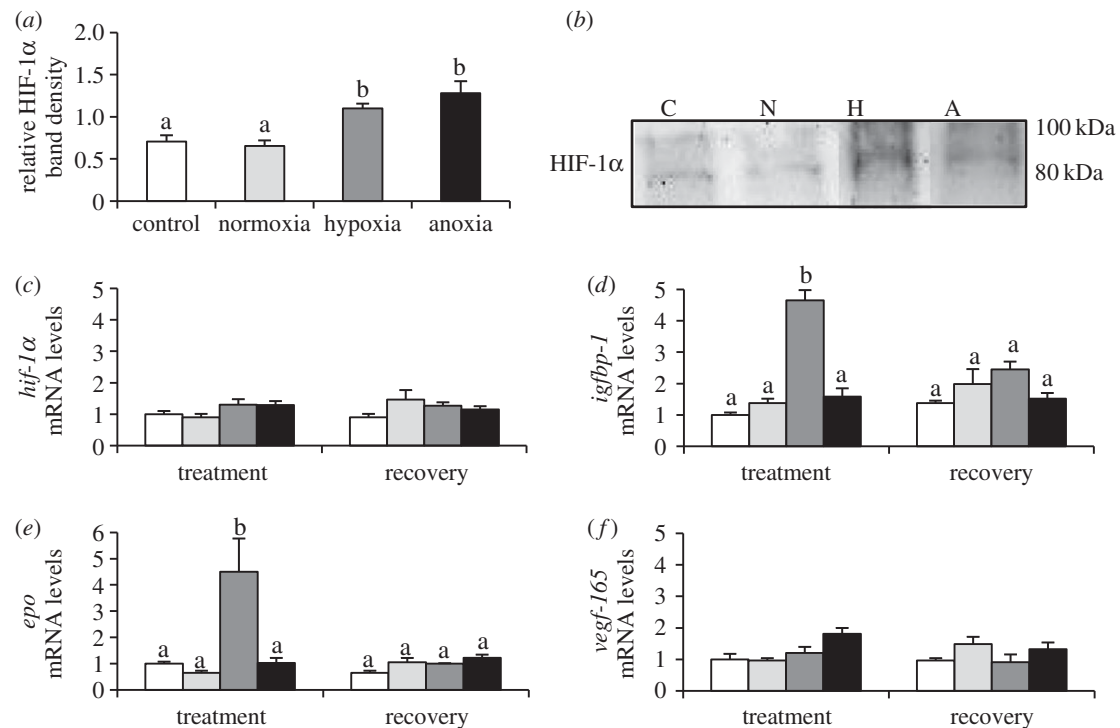 (a)
relative HIF-1α
band density
2.0
1.5
1.0
0.5
0
a
a
b
b
control normoxia hypoxia anoxia
(b)
C N H A
HIF-1α
100 kDa
80 kDa
(c)
hif-1α
mRNA levels
5
4
3
2
1
0
treatment recovery
(d)
igfbp-1
mRNA levels
5
4
3
2
1
0
a a b a
a a a a
treatment recovery
(e)
epo
mRNA levels
6
5
4
3
2
1
0
a a b a
a a a a
treatment recovery
(f)
vegf-165
mRNA levels
5
4
3
2
1
0
treatment recovery